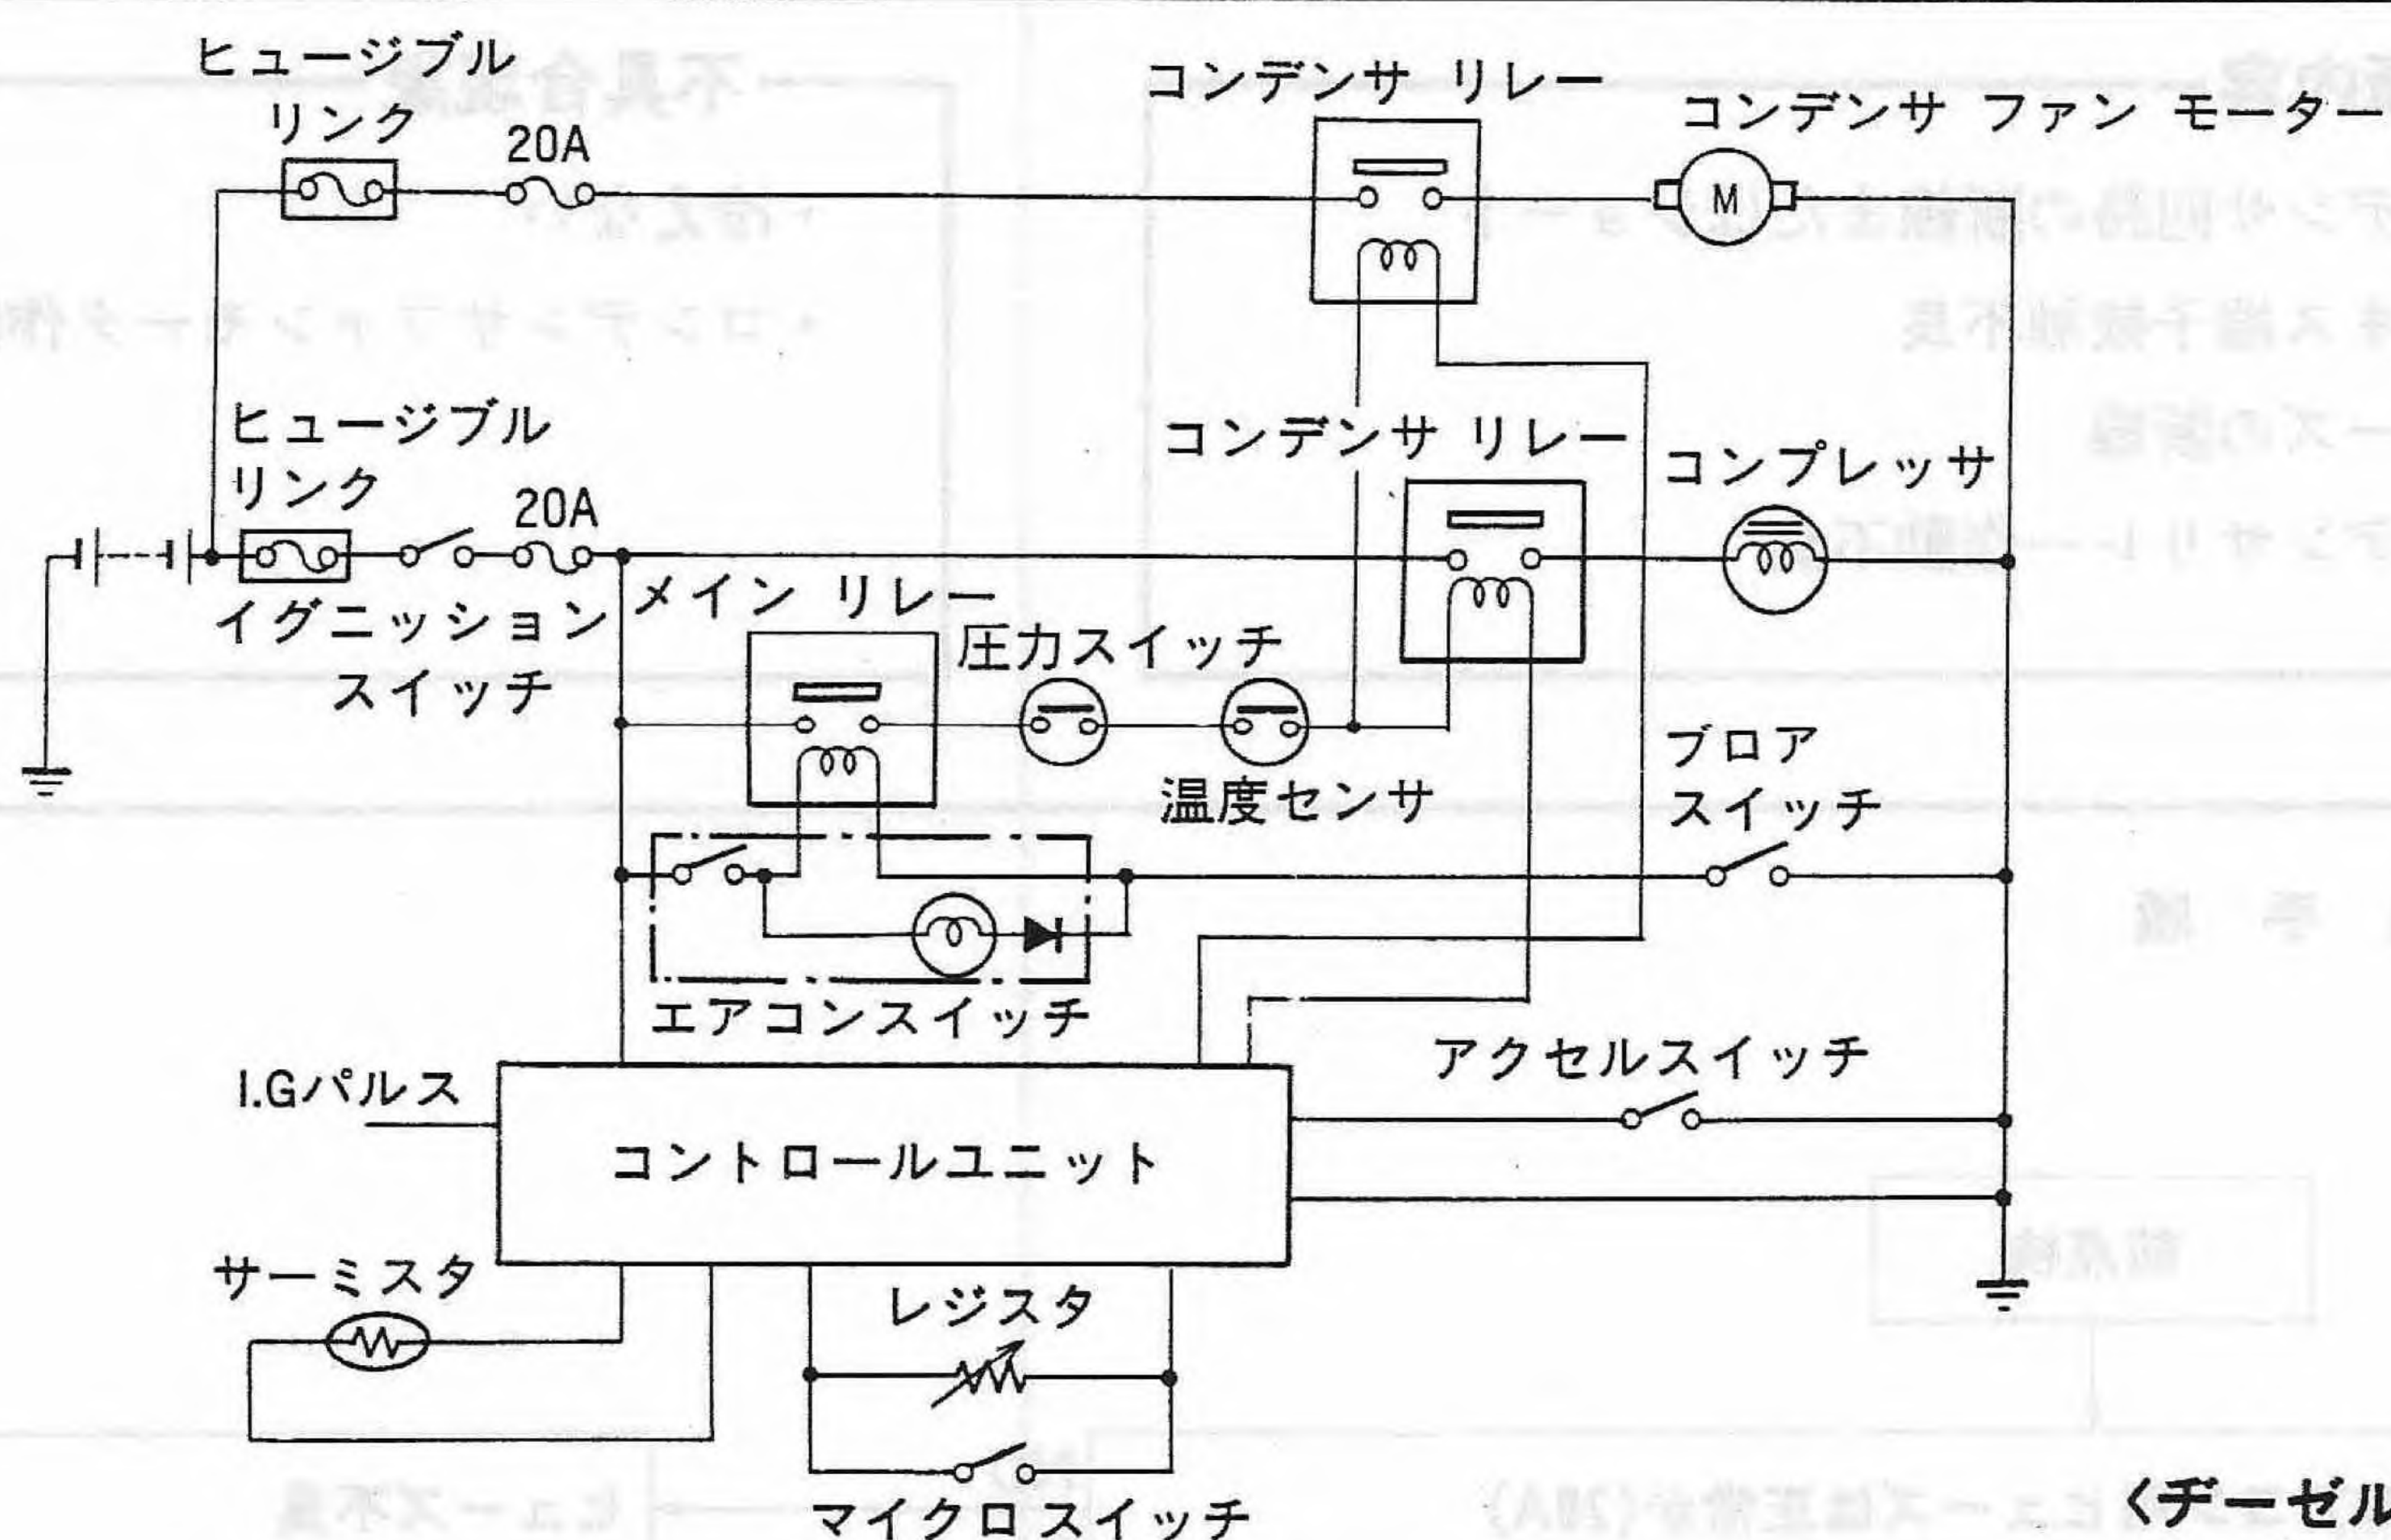 ヒュージブル
リンク
20A
コンデンサ リレー
コンデンサ ファン モーター
M
ヒュージブル
リンク
20A
イグニッション
スイッチ
コンデンサ リレー
コンプレッサ
メイン リレー
圧力スイッチ
温度センサ
ブロア
スイッチ
エアコンスイッチ
I.Gパルス
コントロールユニット
アクセルスイッチ
サーミスタ
レジスタ
マイクロ スイッチ
〈ヂーゼル